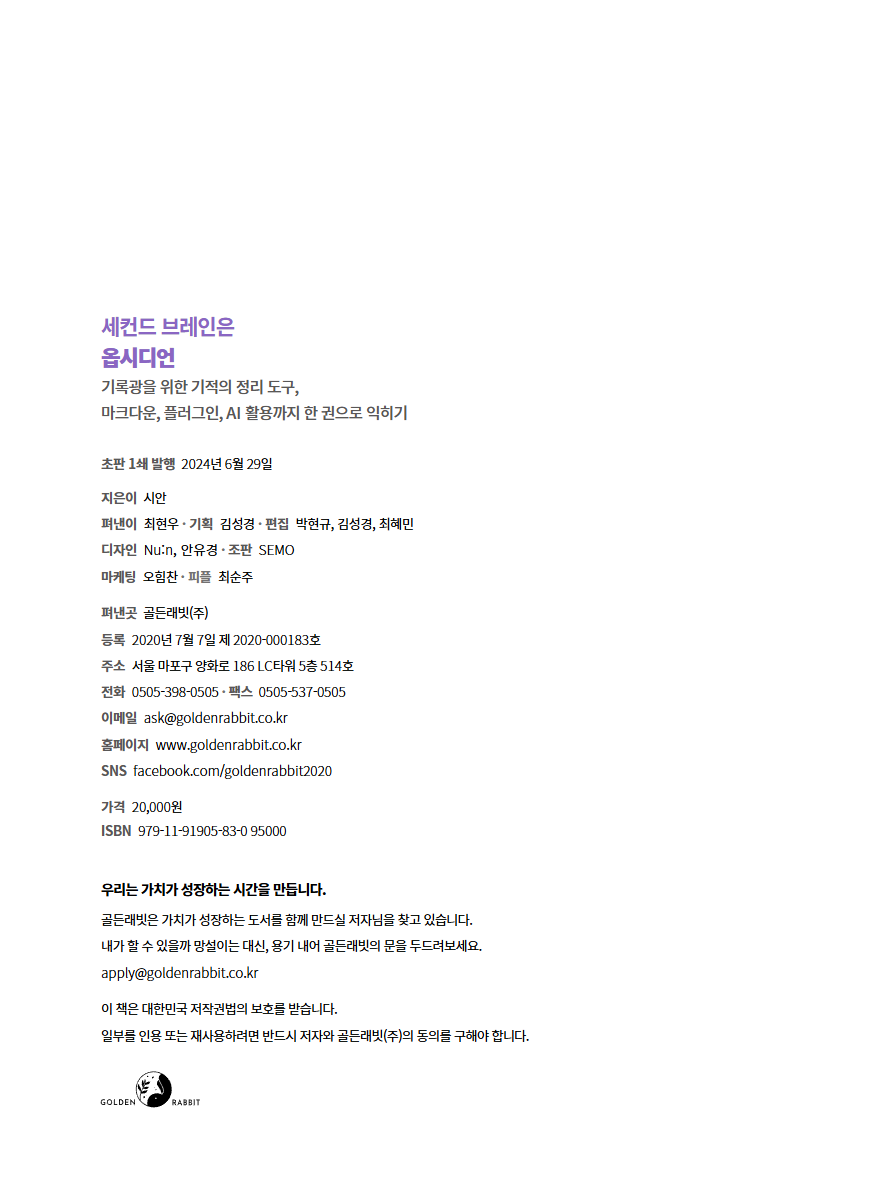 세컨드 브레인은
옵시디언
기록광을 위한 기적의 정리 도구,
마크다운, 플러그인, AI 활용까지 한 권으로 익히기
초판 1쇄 발행 2024년 6월 29일
지은이 시안
펴낸이 최현우 · 기획 김성경 · 편집 박현규, 김성경, 최혜민
디자인 Nu:n, 안유경 · 조판 SEMO
마케팅 오힘찬 · 피플 최순주
펴낸곳 골든래빗(주)
등록 2020년 7월 7일 제 2020-000183호
주소 서울 마포구 양화로 186 LC타워 5층 514호
전화 0505-398-0505 · 팩스 0505-537-0505
이메일 ask@goldenrabbit.co.kr
홈페이지 www.goldenrabbit.co.kr
SNS facebook.com/goldenrabbit2020
가격 20,000원
ISBN 979-11-91905-83-0 95000
우리는 가치가 성장하는 시간을 만듭니다.
골든래빗은 가치가 성장하는 도서를 함께 만드실 저자님을 찾고 있습니다.
내가 할 수 있을까 망설이는 대신, 용기 내어 골든래빗의 문을 두드려보세요.
apply@goldenrabbit.co.kr
이 책은 대한민국 저작권법의 보호를 받습니다.
일부를 인용 또는 재사용하려면 반드시 저자와 골든래빗(주)의 동의를 구해야 합니다.
GOLDEN RABBIT